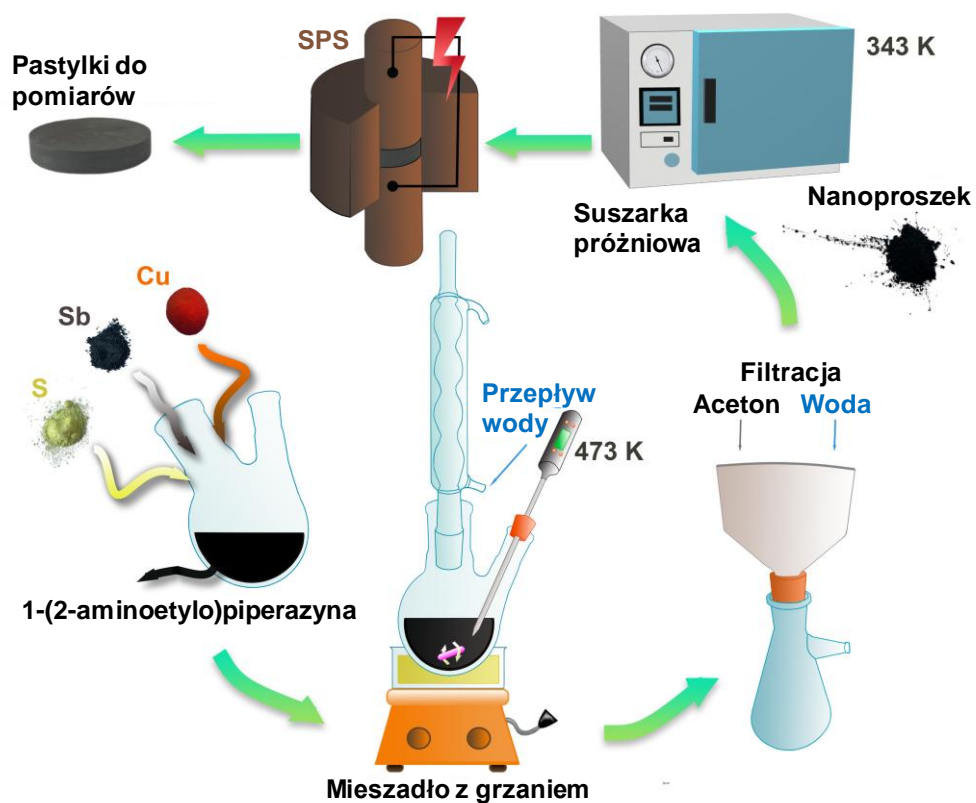 SPS
343 K
Pastylki do
pomiarów
Suszarka
próżniowa
Nanoproszek
Cu
Sb
S
Przepływ
wody
473 K
Filtracja
Aceton Woda
1-(2-aminoetylo)piperazyna
Mieszadło z grzaniem